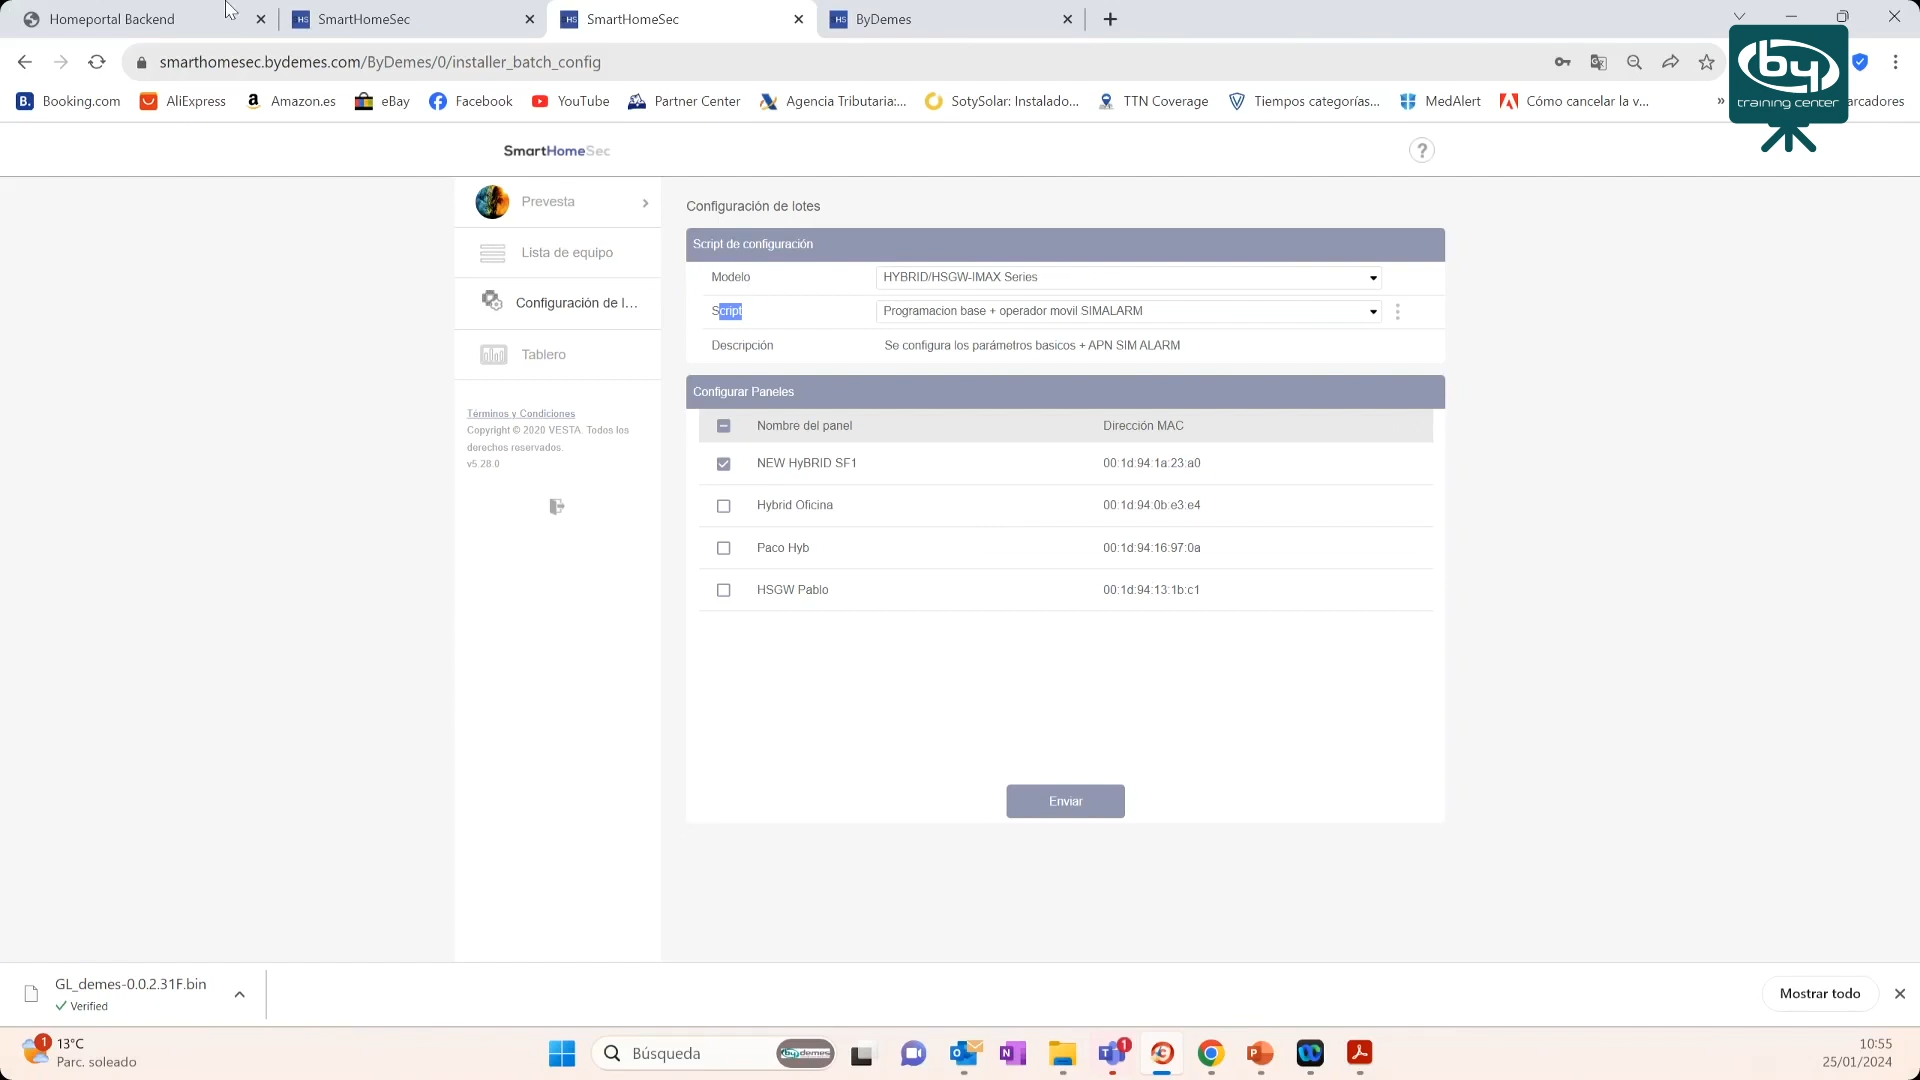 Homeportal Backend
SmartHomeSec
SmartHomeSec
ByDemes
smarthomesec.bydemes.com/ByDemes/0/installer_batch_config
Booking.com
AliExpress
Amazon.es
eBay
Facebook
YouTube
Partner Center
Agencia Tributaria:...
SotySolar: Instalado...
TTN Coverage
Tiempos categorías...
MedAlert
Cómo cancelar la v...
»
arcadores
by
training center
SmartHomeSec
?
Prevesta
Lista de equipo
Configuración de l...
Tablero
Términos y Condiciones
Copyright © 2020 VESTA. Todos los
derechos reservados.
v5.28.0
Configuración de lotes
Script de configuración
Modelo
HYBRID/HSGW-IMAX Series
Script
Programacion base + operador movil SIMALARM
Descripción
Se configura los parámetros basicos + APN SIM ALARM
Configurar Paneles
Nombre del panel
Dirección MAC
NEW HyBRID SF1
00:1d:94:1a:23:a0
Hybrid Oficina
00:1d:94:0b:e3:e4
Paco Hyb
00:1d:94:16:97:0a
HSGW Pablo
00:1d:94:13:1b:c1
Enviar
GL_demes-0.0.2.31F.bin
Verified
Mostrar todo
1
13°C
Parc. soleado
Búsqueda
bydemes
1
10:55
25/01/2024